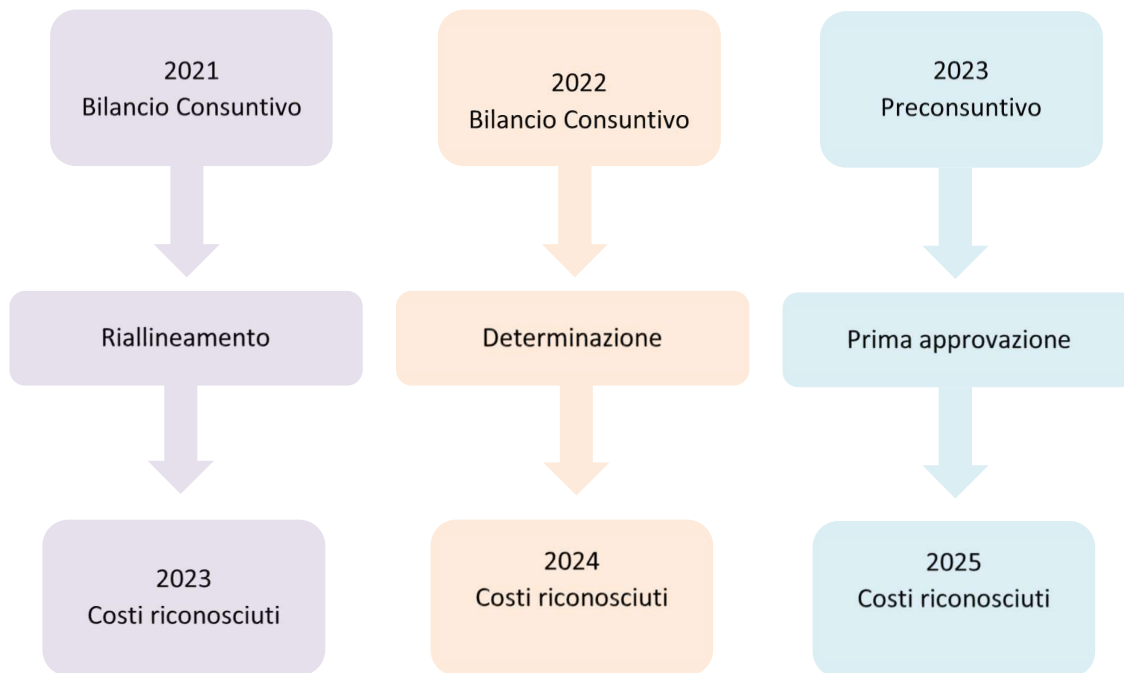 2021
Bilancio Consuntivo
2022
Bilancio Consuntivo
2023
Preconsuntivo
Riallineamento
Determinazione
Prima approvazione
2023
Costi riconosciuti
2024
Costi riconosciuti
2025
Costi riconosciuti